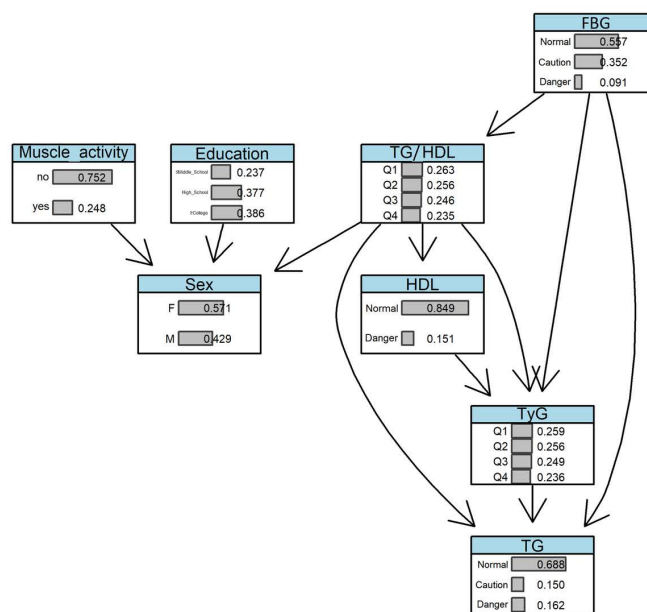 FBG
Normal 0.557
Caution 0.352
Danger 0.091
Muscle activity
no 0.752
yes 0.248
Education
High_School 0.377
0.237
0.386
TG/HDL
Q1 0.263
Q2 0.256
Q3 0.246
Q4 0.235
Sex
F 0.571
M 0.429
HDL
Normal 0.849
Danger 0.151
TyG
Q1 0.259
Q2 0.256
Q3 0.249
Q4 0.236
TG
Normal 0.688
Caution 0.150
Danger 0.162